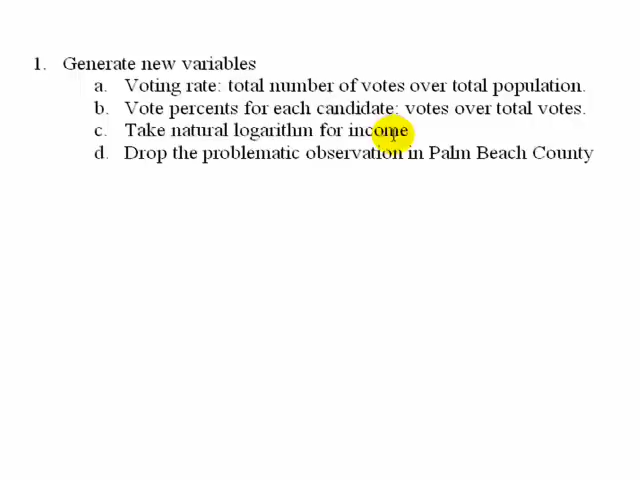 1. Generate new variables
a. Voting rate: total number of votes over total population.
b. Vote percents for each candidate: votes over total votes.
c. Take natural logarithm for income
d. Drop the problematic observation in Palm Beach County